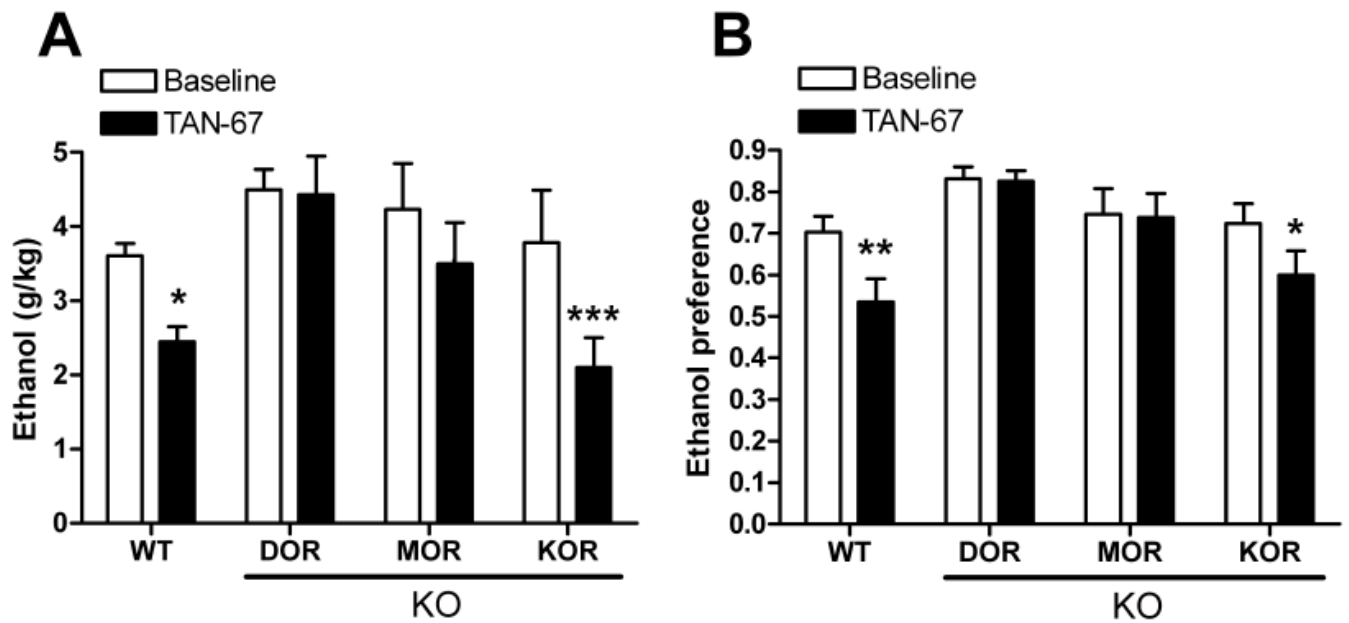 A
Baseline
TAN-67
Ethanol (g/kg)
5
4
3
2
1
0
*
***
WT DOR MOR KOR
KO
B
Baseline
TAN-67
Ethanol preference
0.9
0.8
0.7
0.6
0.5
0.4
0.3
0.2
0.1
0.0
**
*
WT DOR MOR KOR
KO